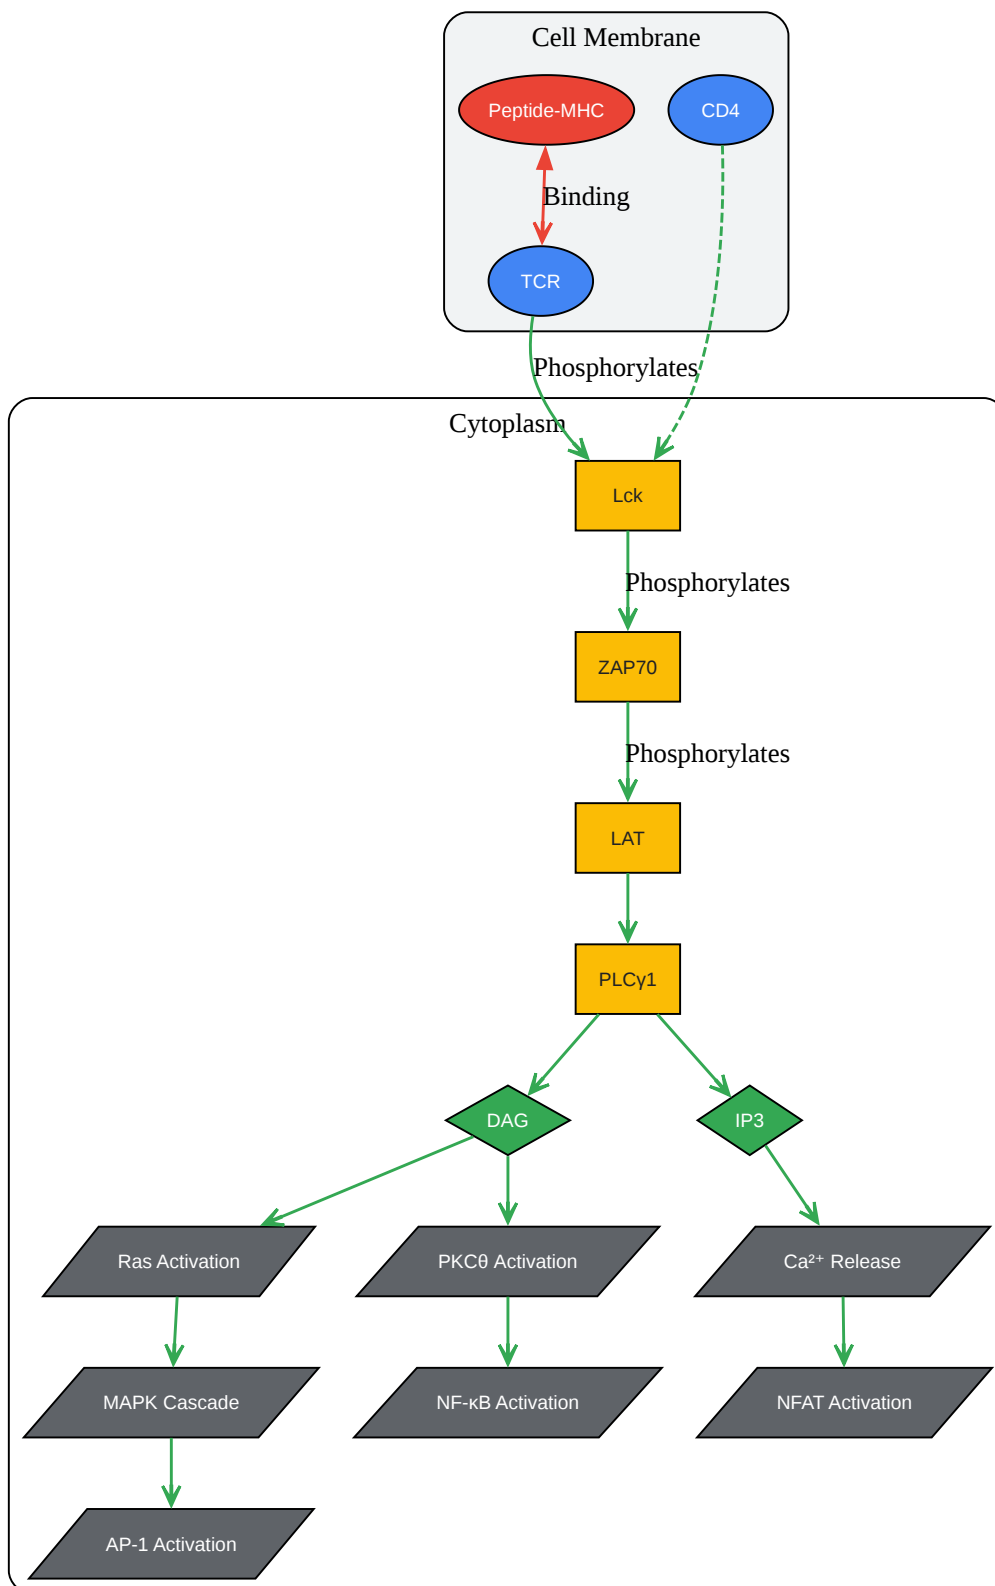 Cell Membrane
Peptide-MHC
CD4
Binding
TCR
Phosphorylates
Cytoplasm
Lck
Phosphorylates
ZAP70
Phosphorylates
LAT
PLCγ1
DAG
IP3
Ras Activation
PKCθ Activation
Ca²⁺ Release
MAPK Cascade
NF-κB Activation
NFAT Activation
AP-1 Activation